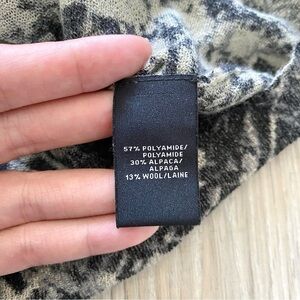 57% POLYAMIDE/
POLYAMIDE
30% ALPACA/
ALPAGA
13% WOOL/LAINE